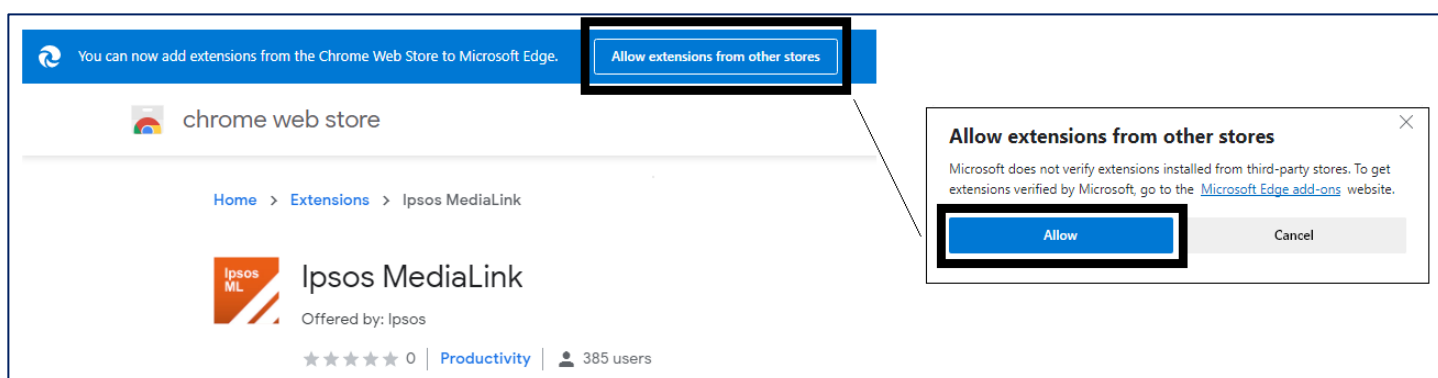 You can now add extensions from the Chrome Web Store to Microsoft Edge.
Allow extensions from other stores
chrome web store
Home > Extensions > Ipsos MediaLink
Ipsos
ML
Ipsos MediaLink
Offered by: Ipsos
0 | Productivity | 385 users
Allow extensions from other stores
Microsoft does not verify extensions installed from third-party stores. To get
extensions verified by Microsoft, go to the Microsoft Edge add-ons website.
Allow
Cancel